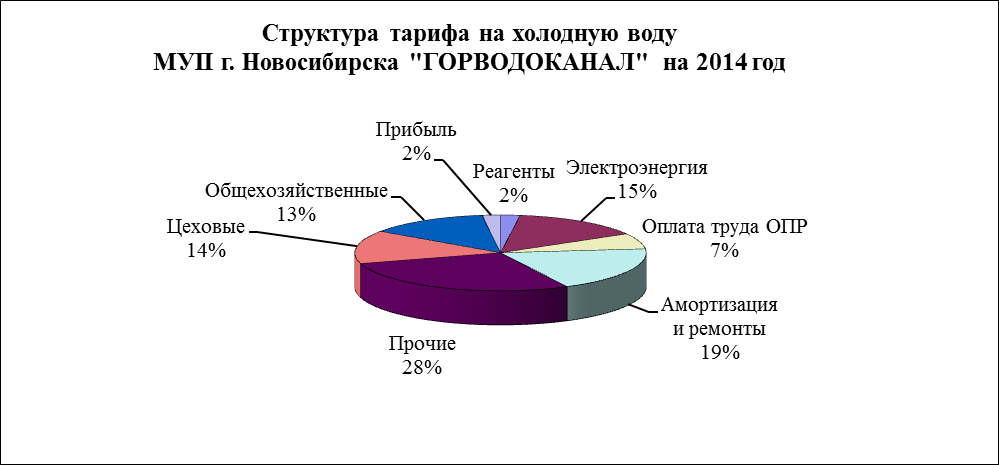 Структура тарифа на холодную воду
МУП г. Новосибирска "ГОРВОДОКАНАЛ" на 2014 год
Прибыль
2%
Реагенты
2%
Электроэнергия
15%
Общехозяйственные
13%
Цеховые
14%
Оплата труда ОПР
7%
Амортизация
и ремонты
19%
Прочие
28%